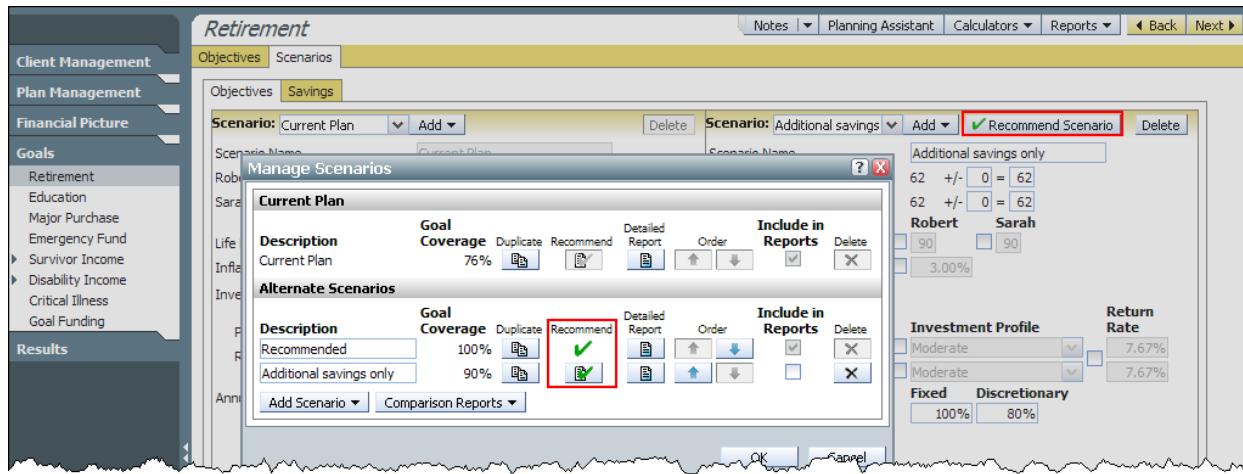 Retirement
Notes Planning Assistant Calculators Reports Back Next
Client Management
Plan Management
Financial Picture
Goals
Retirement
Education
Major Purchase
Emergency Fund
Survivor Income
Disability Income
Critical Illness
Goal Funding
Results
Objectives Scenarios
Objectives Savings
Scenario: Current Plan Add Delete
Scenario Name Current Plan
Scenario: Additional savings Add Recommend Scenario Delete
Scenario Name Additional savings only
62 +/- 0 = 62
62 +/- 0 = 62
Robert Sarah
90 90
3.00%
Investment Profile Return Rate
Moderate 7.67%
Moderate 7.67%
Fixed Discretionary
100% 80%
Manage Scenarios ? X
Current Plan
Description Goal Coverage Duplicate Recommend Detailed Report Order Include in Reports Delete
Current Plan 76%
Alternate Scenarios
Description Goal Coverage Duplicate Recommend Detailed Report Order Include in Reports Delete
Recommended 100%
Additional savings only 90%
Add Scenario Comparison Reports
OK Cancel